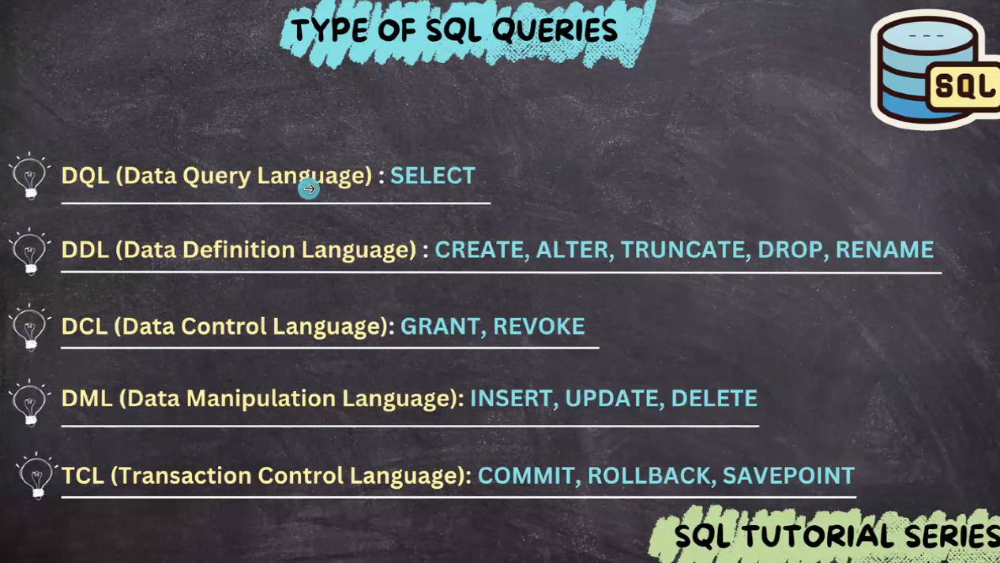 TYPE OF SQL QUERIES
SQL
DQL (Data Query Language) : SELECT
DDL (Data Definition Language) : CREATE, ALTER, TRUNCATE, DROP, RENAME
DCL (Data Control Language): GRANT, REVOKE
DML (Data Manipulation Language): INSERT, UPDATE, DELETE
TCL (Transaction Control Language): COMMIT, ROLLBACK, SAVEPOINT
SQL TUTORIAL SERIES